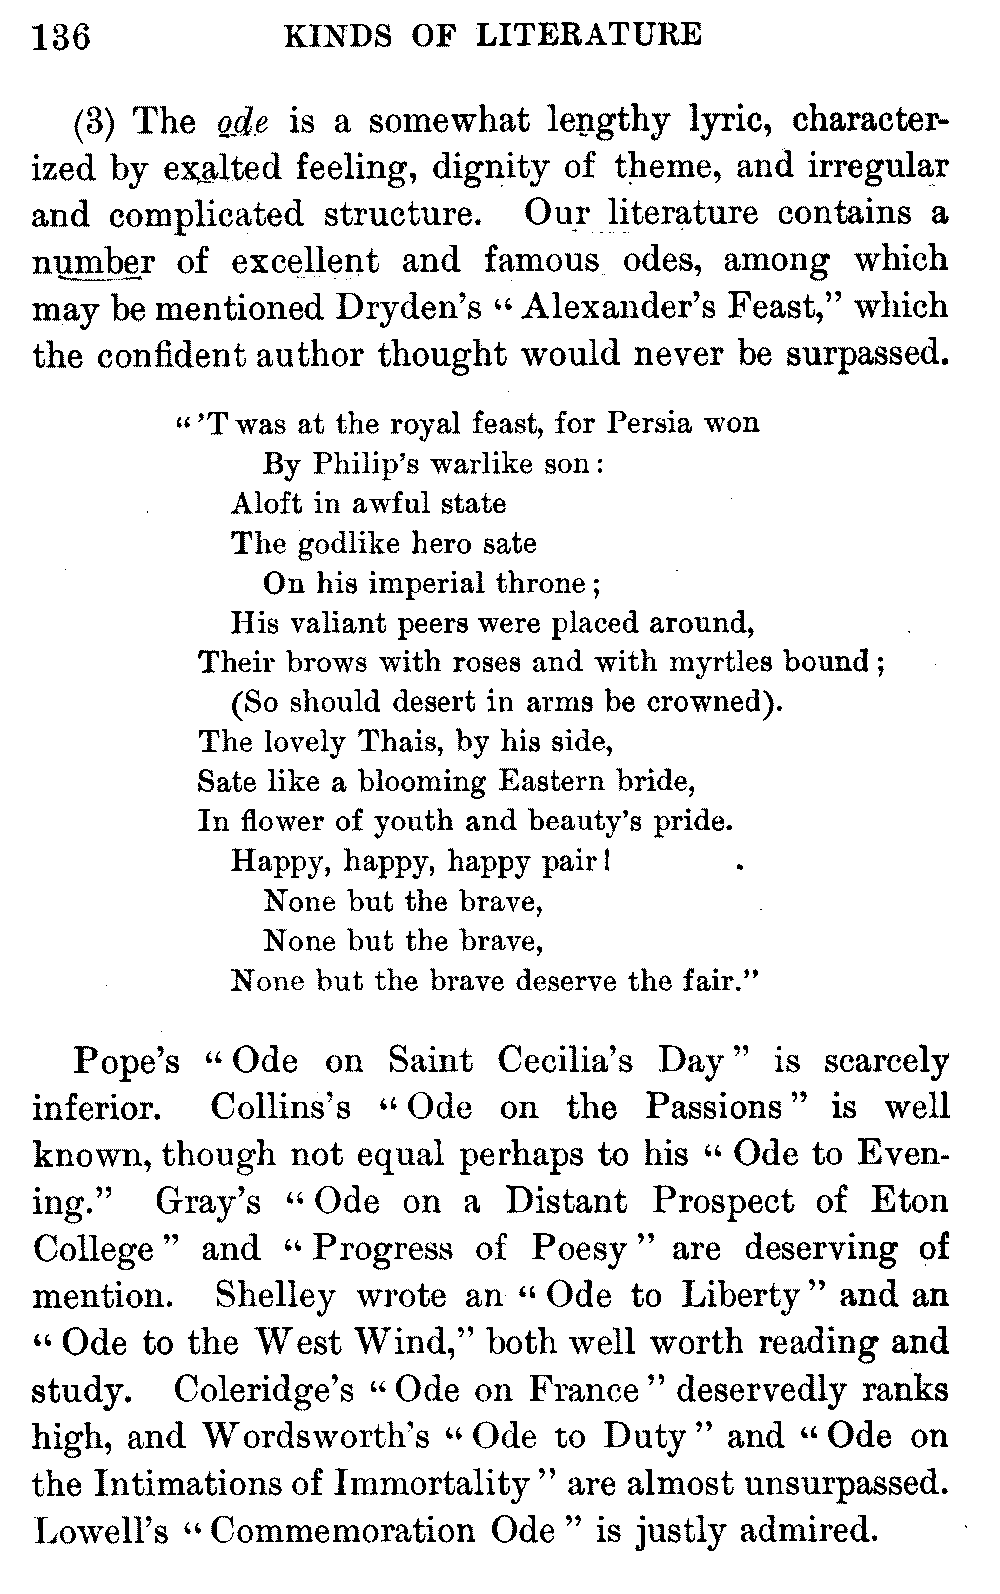 136 KINDS OF LITERATURE
(3) The ode is a somewhat lengthy lyric, character-
ized by exalted feeling, dignity of theme, and irregular
and complicated structure. Our literature contains a
number of excellent and famous odes, among which
may be mentioned Dryden's “Alexander's Feast,” which
the confident author thought would never be surpassed.
“'T was at the royal feast, for Persia won
By Philip's warlike son:
Aloft in awful state
The godlike hero sate
On his imperial throne;
His valiant peers were placed around,
Their brows with roses and with myrtles bound;
(So should desert in arms be crowned).
The lovely Thais, by his side,
Sate like a blooming Eastern bride,
In flower of youth and beauty's pride.
Happy, happy, happy pair!
None but the brave,
None but the brave,
None but the brave deserve the fair.”
Pope's “Ode on Saint Cecilia's Day” is scarcely
inferior. Collins's “Ode on the Passions” is well
known, though not equal perhaps to his “Ode to Even-
ing.” Gray's “Ode on a Distant Prospect of Eton
College” and “Progress of Poesy” are deserving of
mention. Shelley wrote an “Ode to Liberty” and an
“Ode to the West Wind,” both well worth reading and
study. Coleridge's “Ode on France” deservedly ranks
high, and Wordsworth's “Ode to Duty” and “Ode on
the Intimations of Immortality” are almost unsurpassed.
Lowell's “Commemoration Ode” is justly admired.